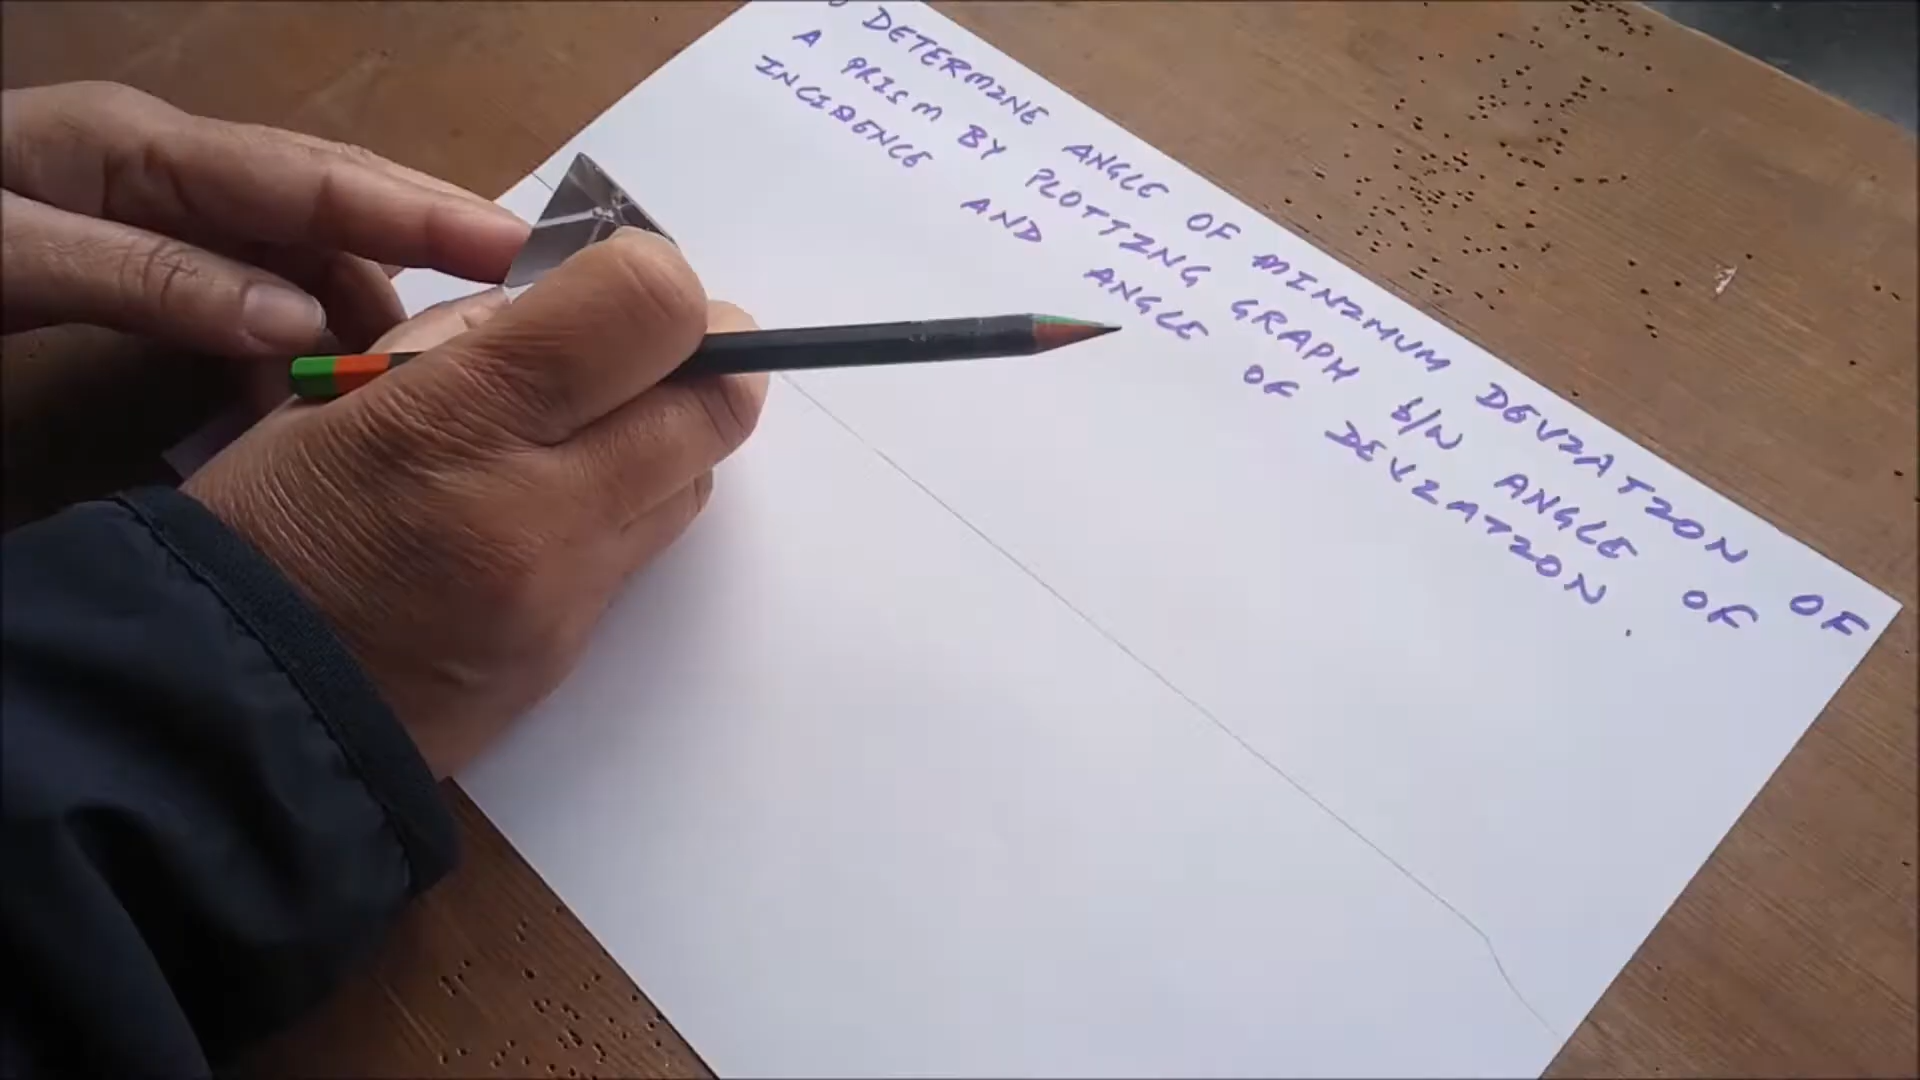 DETERMINE ANGLE OF MINIMUM DEVIATION OF
A PRISM BY PLOTTING GRAPH b/N ANGLE OF
INCIDENCE AND ANGLE OF DEVIATION.